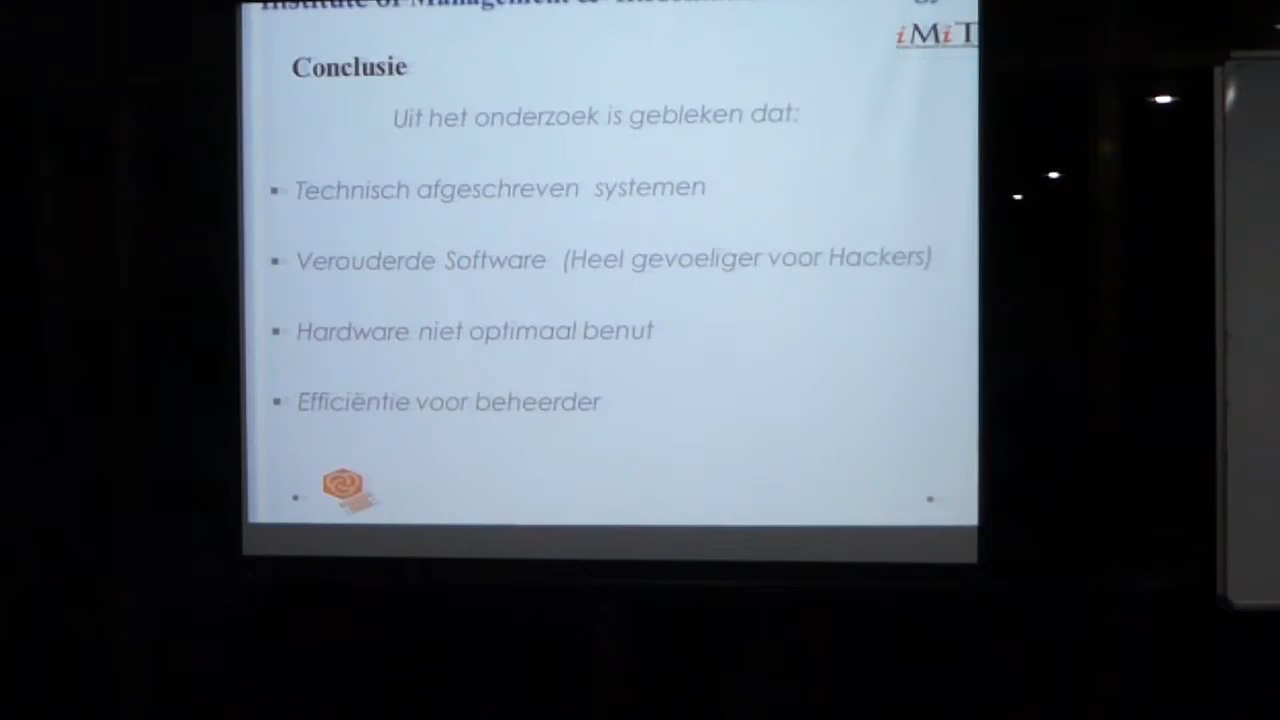 Institute of Management &
iMiT
Conclusie
Uit het onderzoek is gebleken dat:
Technisch afgeschreven systemen
Verouderde Software (Heel gevoeliger voor Hackers)
Hardware niet optimaal benut
Efficiëntie voor beheerder